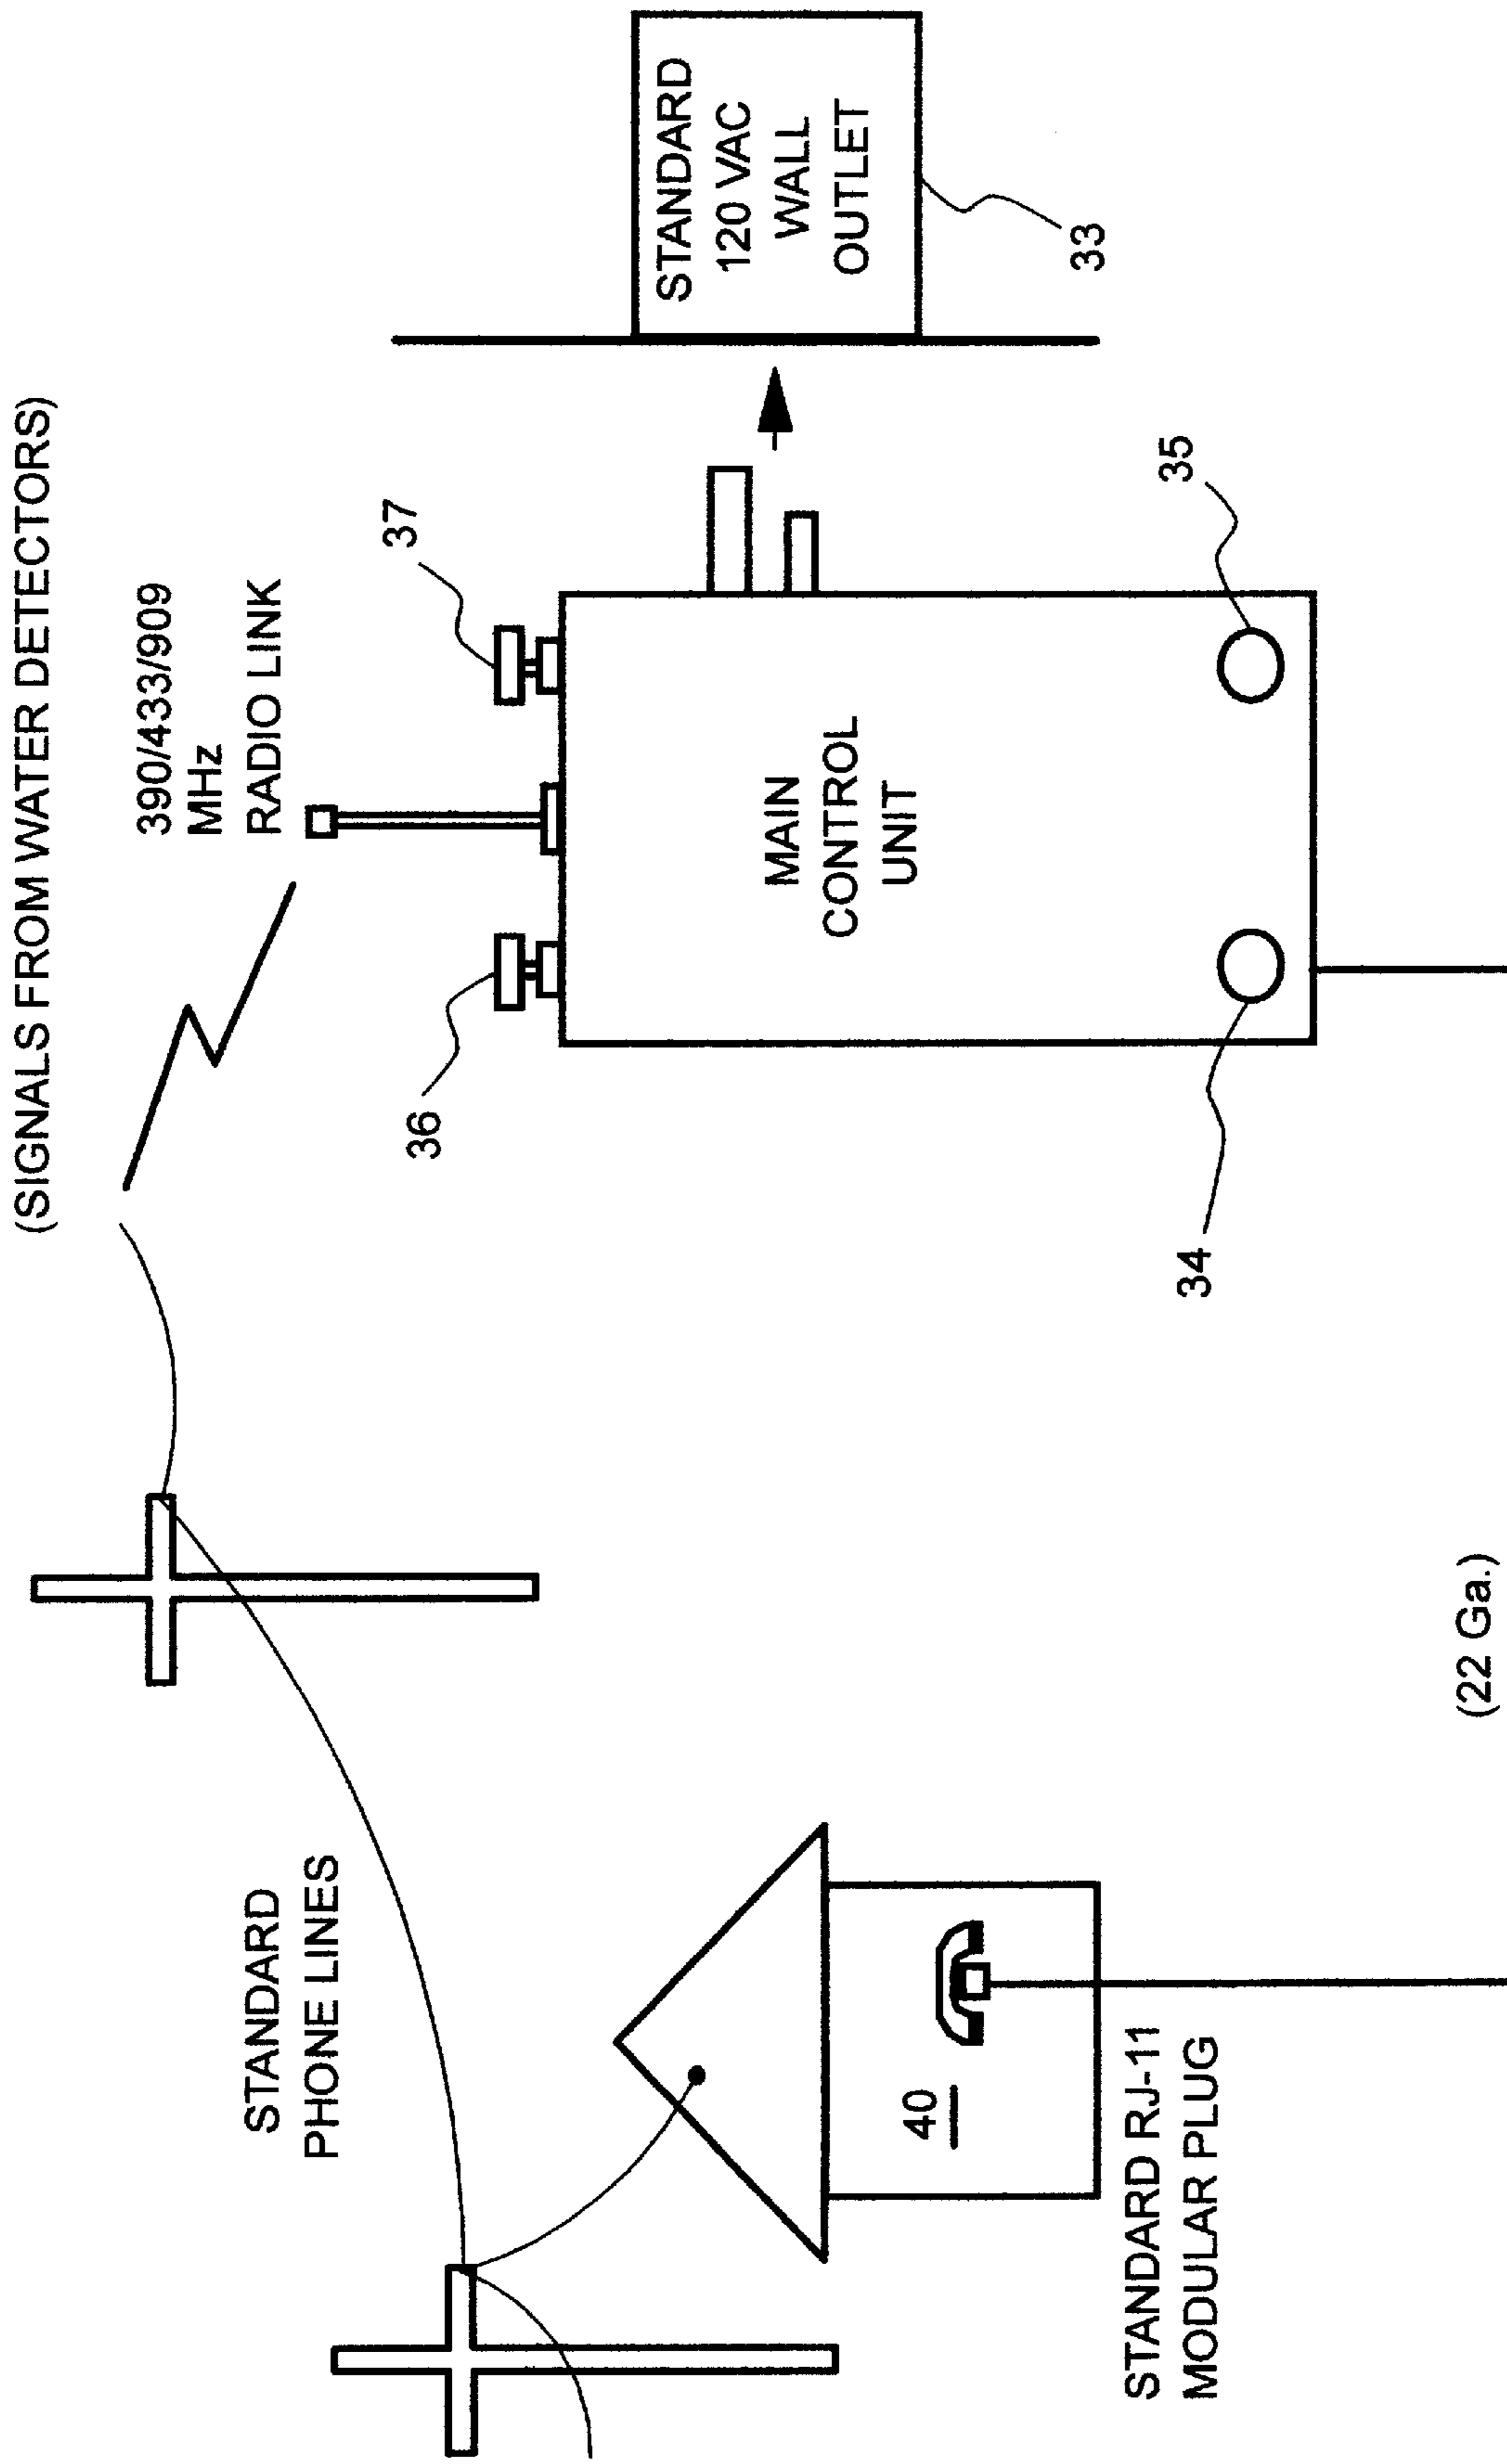 (SIGNALS FROM WATER DETECTORS)
390/433/909
MHz
RADIO LINK
STANDARD
PHONE LINES
36
37
STANDARD
120 VAC
WALL
OUTLET
33
MAIN
CONTROL
UNIT
40
34
35
STANDARD RJ-11
MODULAR PLUG
(22 Ga.)